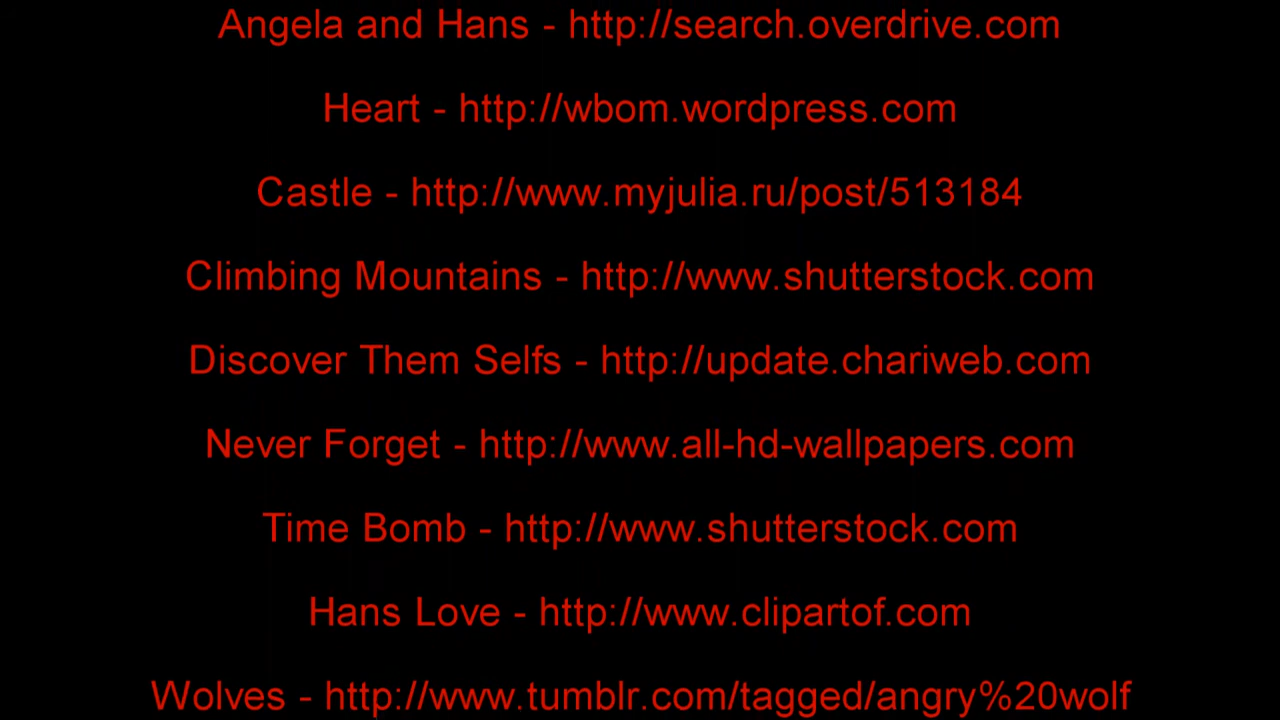 Angela and Hans - http://search.overdrive.com
Heart - http://wbom.wordpress.com
Castle - http://www.myjulia.ru/post/513184
Climbing Mountains - http://www.shutterstock.com
Discover Them Selfs - http://update.chariweb.com
Never Forget - http://www.all-hd-wallpapers.com
Time Bomb - http://www.shutterstock.com
Hans Love - http://www.clipartof.com
Wolves - http://www.tumblr.com/tagged/angry%20wolf